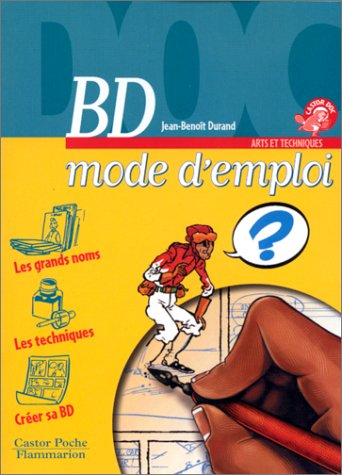 DOC
BD
Jean-Benoît Durand
CASTOR DOC
ARTS ET TECHNIQUES
mode d'emploi
?
Les grands noms
Les techniques
Créer sa BD
Castor Poche
Flammarion